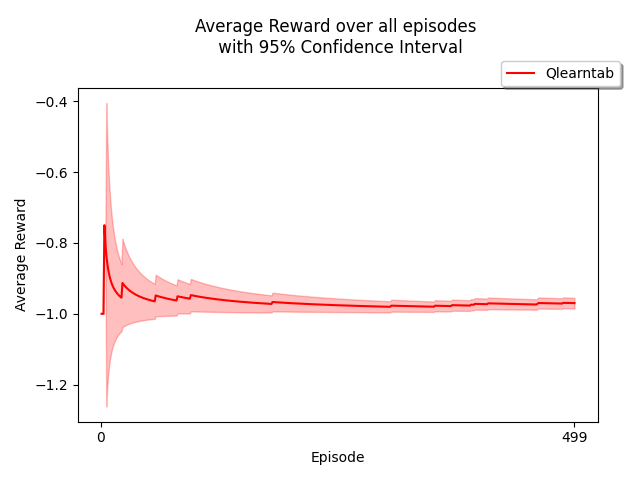 Average Reward over all episodes
with 95% Confidence Interval
Qlearntab
−0.4
−0.6
−0.8
−1.0
−1.2
Average Reward
0
499
Episode